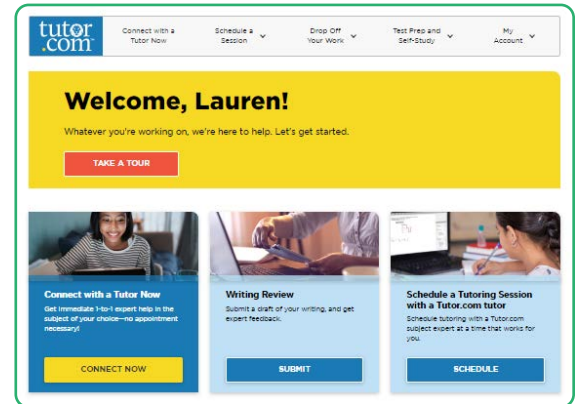 tutor
.com
Connect with a
Tutor Now
Schedule a
Session
Drop Off
Your Work
Test Prep and
Self-Study
My
Account
Welcome, Lauren!
Whatever you're working on, we're here to help. Let's get started.
TAKE A TOUR
Connect with a Tutor Now
Get immediate 1-to-1 expert help in the
subject of your choice—no appointment
necessary!
CONNECT NOW
Writing Review
Submit a draft of your writing, and get
expert feedback.
SUBMIT
Schedule a Tutoring Session
with a Tutor.com tutor
Schedule tutoring with a Tutor.com
subject expert at a time that works for
you.
SCHEDULE